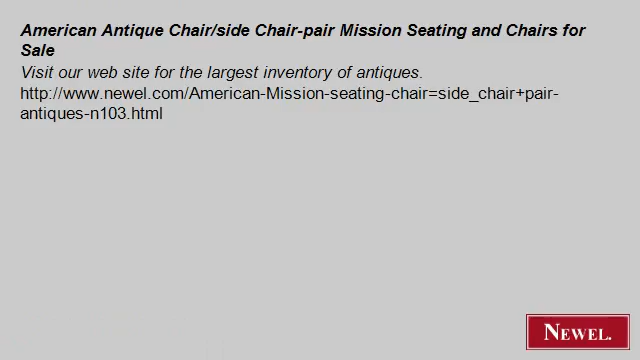 American Antique Chair/side Chair-pair Mission Seating and Chairs for
Sale
Visit our web site for the largest inventory of antiques.
http://www.newel.com/American-Mission-seating-chair=side_chair+pair-
antiques-n103.html
NEWEL.